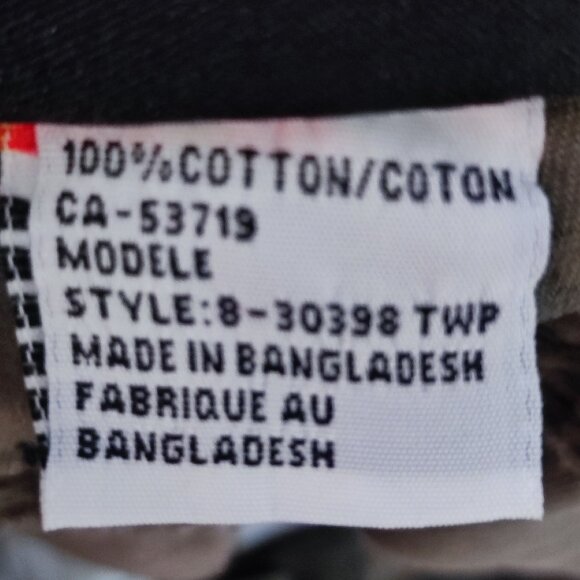 100%COTTON/COTON
CA-53719
MODELE
STYLE:8-30398 TWP
MADE IN BANGLADESH
FABRIQUE AU
BANGLADESH